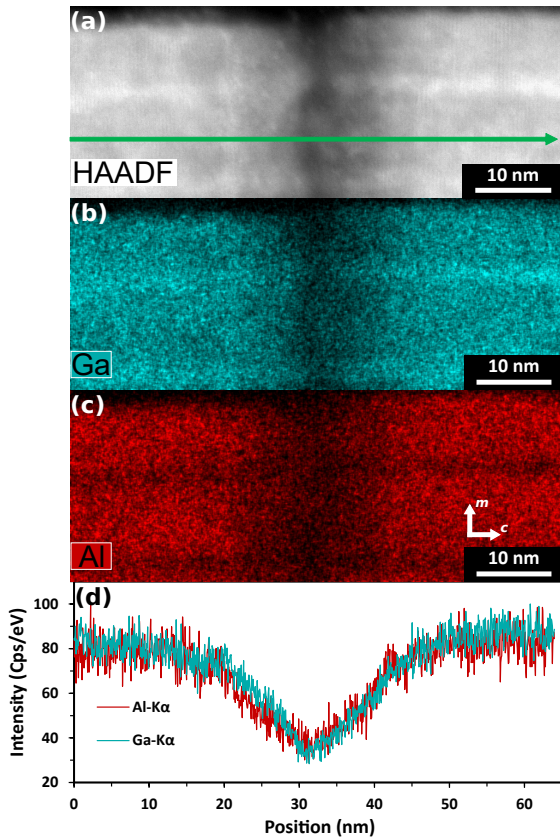 (a)
HAADF
10 nm
(b)
Ga
10 nm
(c)
m
c
Al
10 nm
(d)
100
80
60
40
20
Intensity (Cps/eV)
Al-Kα
Ga-Kα
0 10 20 30 40 50 60
Position (nm)